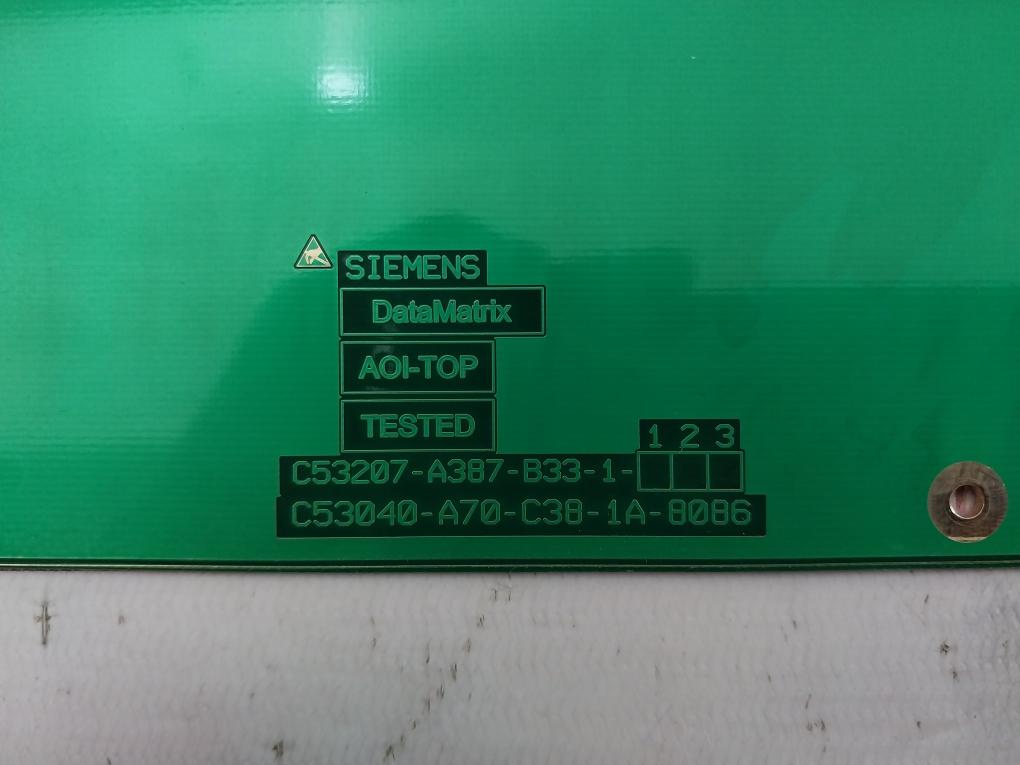 SIEMENS
DataMatrix
AOI-TOP
TESTED
1 2 3
C53207-A387-B33-1-
C53040-A70-C38-1A-8086